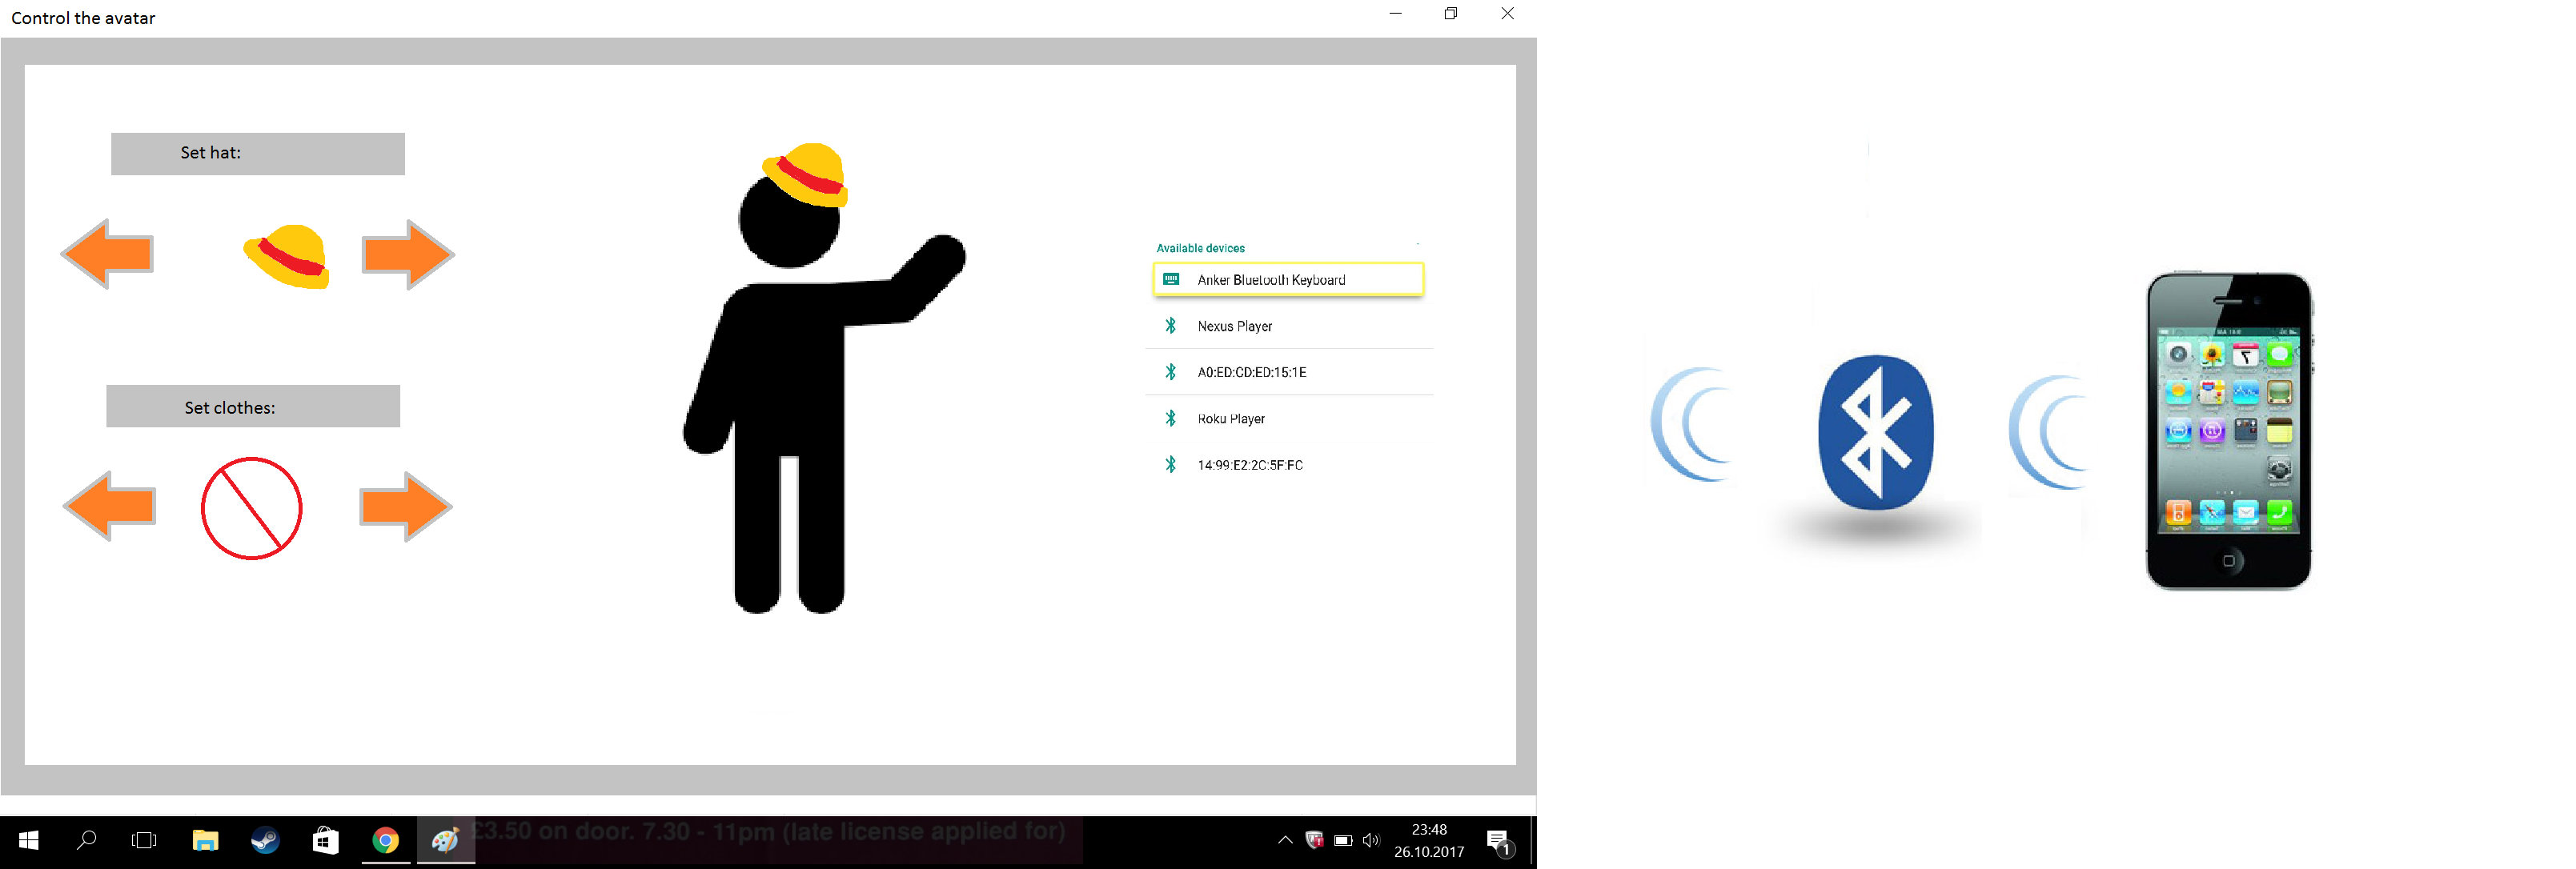 Control the avatar
Set hat:
Set clothes:
Available devices
Anker Bluetooth Keyboard
Nexus Player
A0:ED:CD:ED:15:1E
Roku Player
14:99:E2:2C:5F:FC
£3.50 on door. 7.30 - 11pm (late license applied for)
23:48
26.10.2017
1
7